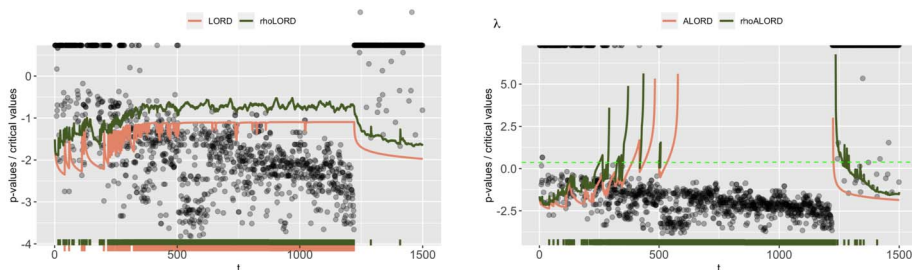 LORD rhoLORD
p-values / critical values
0
-1
-2
-3
-4
0 500 1000 1500
t
λ
ALORD rhoALORD
p-values / critical values
5.0
2.5
0.0
-2.5
0 500 1000 1500
t